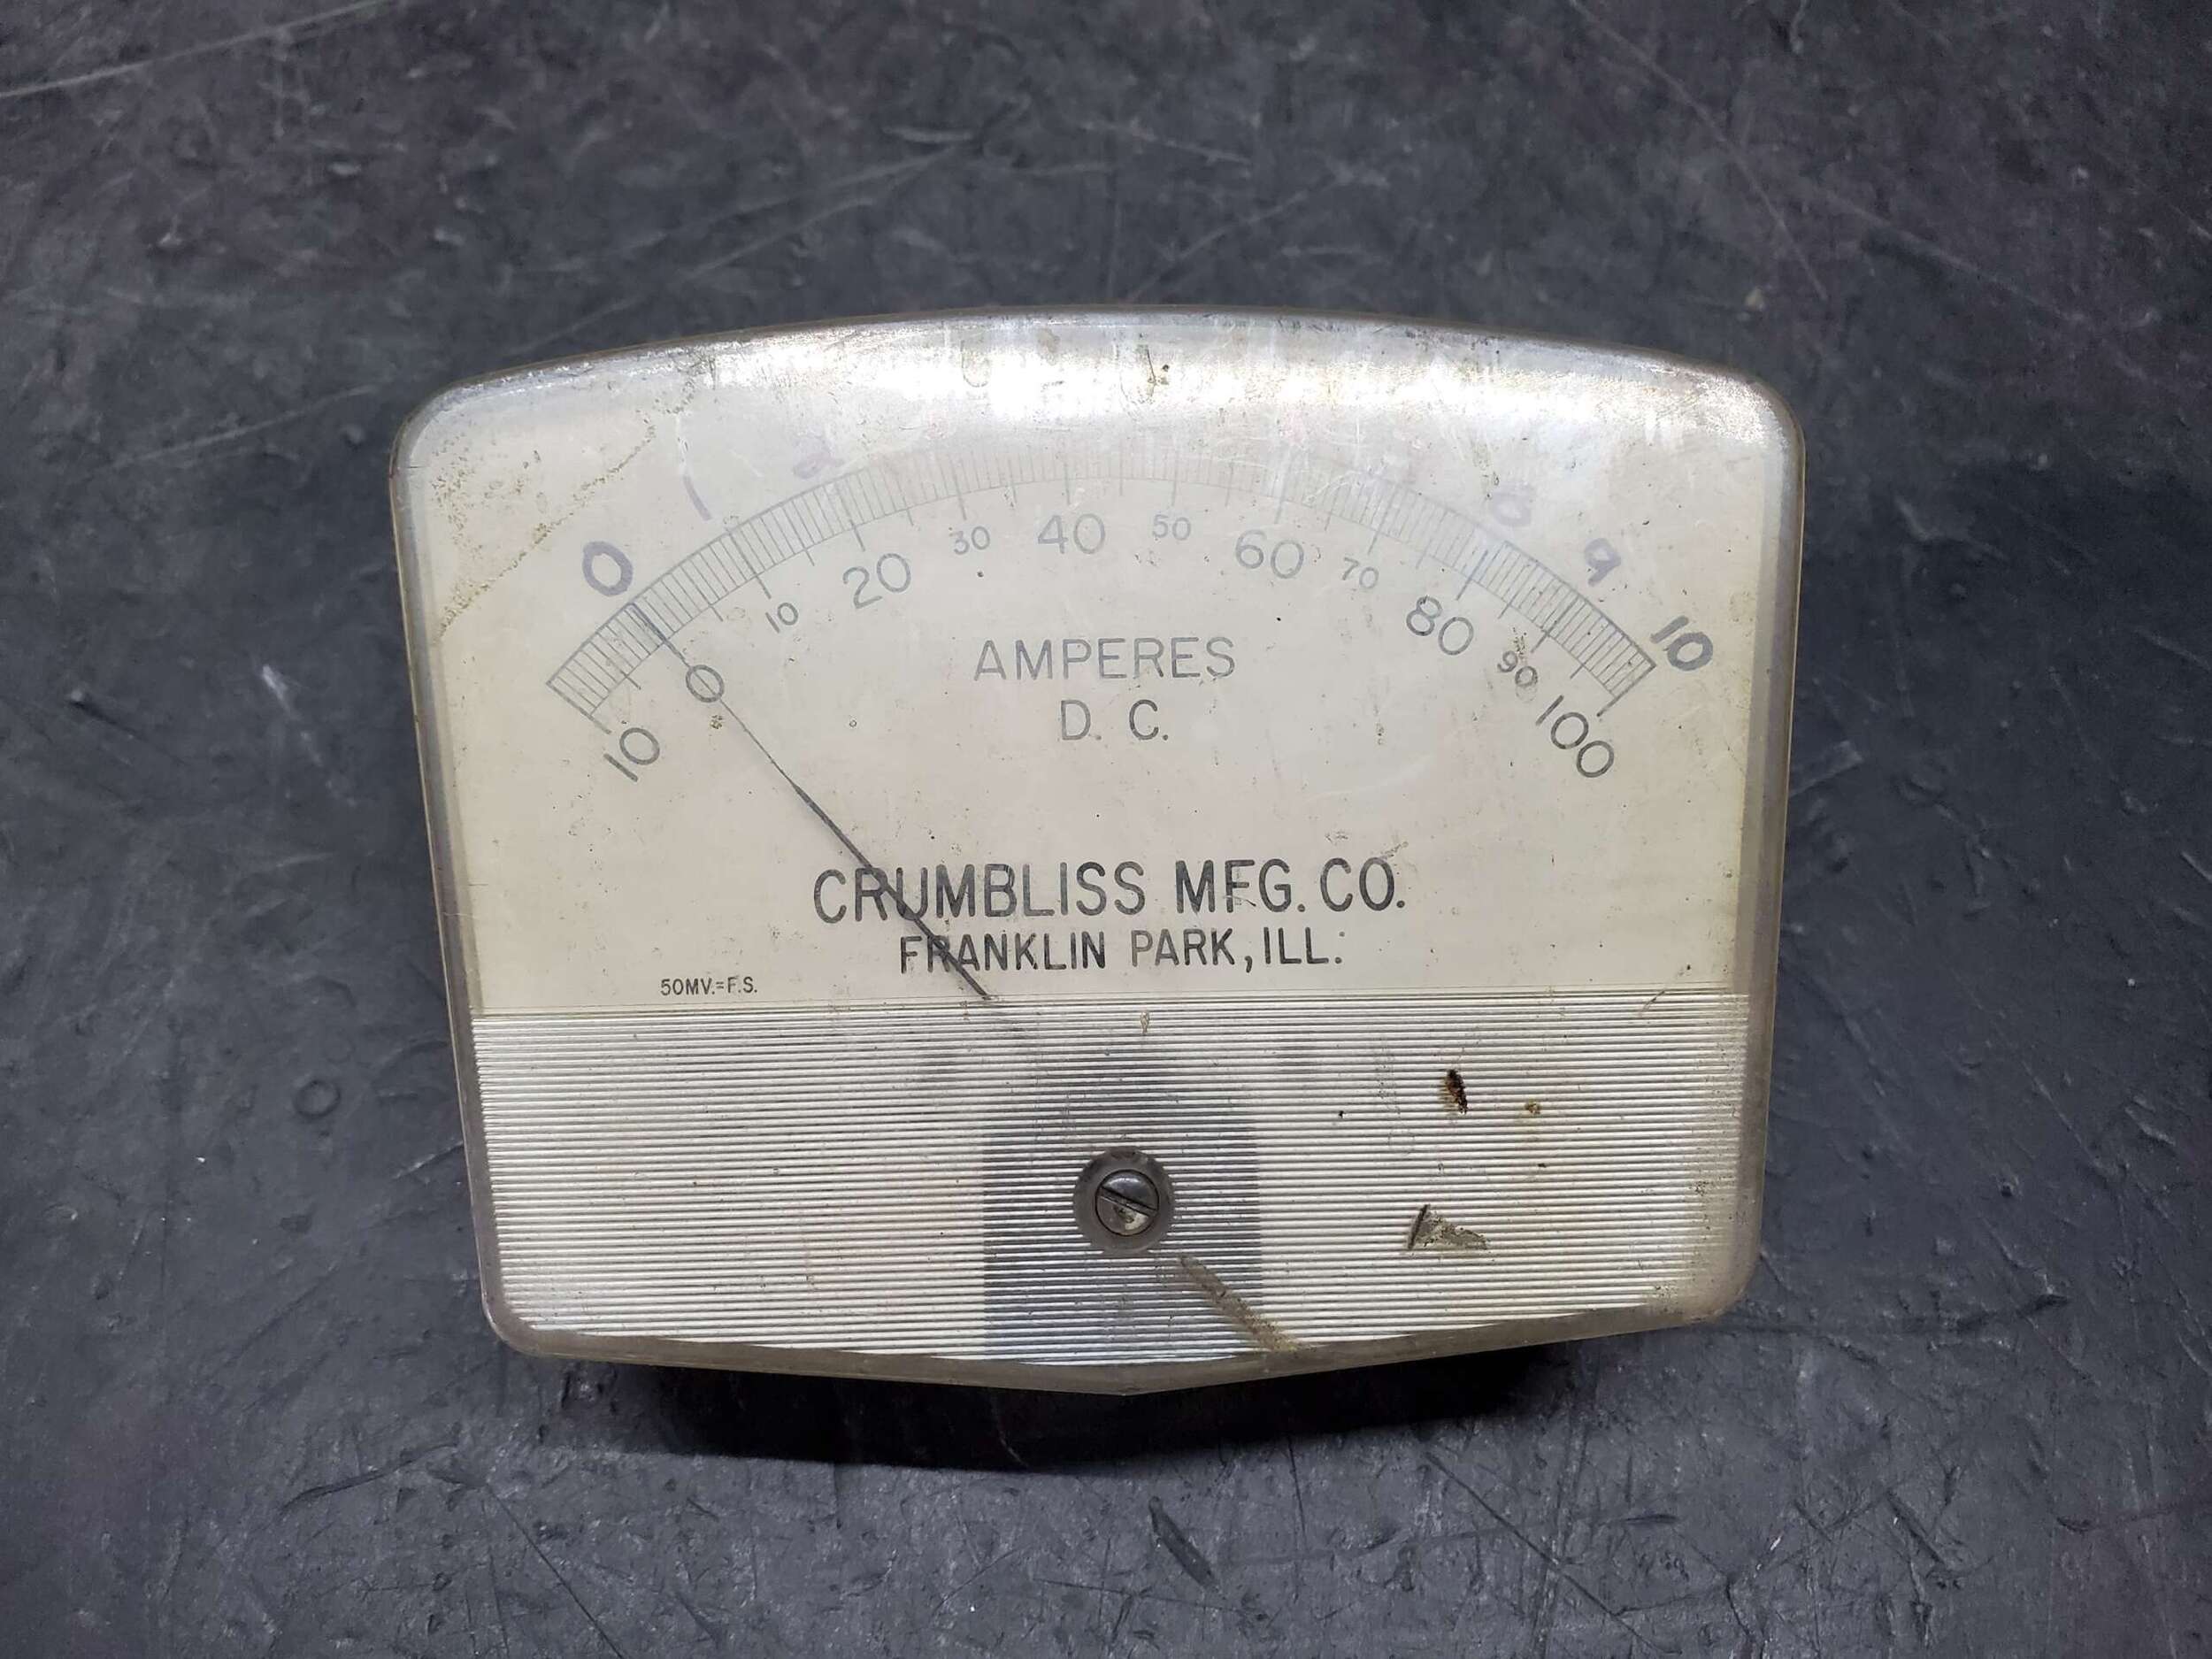 0 1 2 8 9 10
10 0 10 20 30 40 50 60 70 80 90 100
AMPERES
D. C.
CRUMBLISS MFG. CO.
FRANKLIN PARK, ILL.
50MV.=F.S.